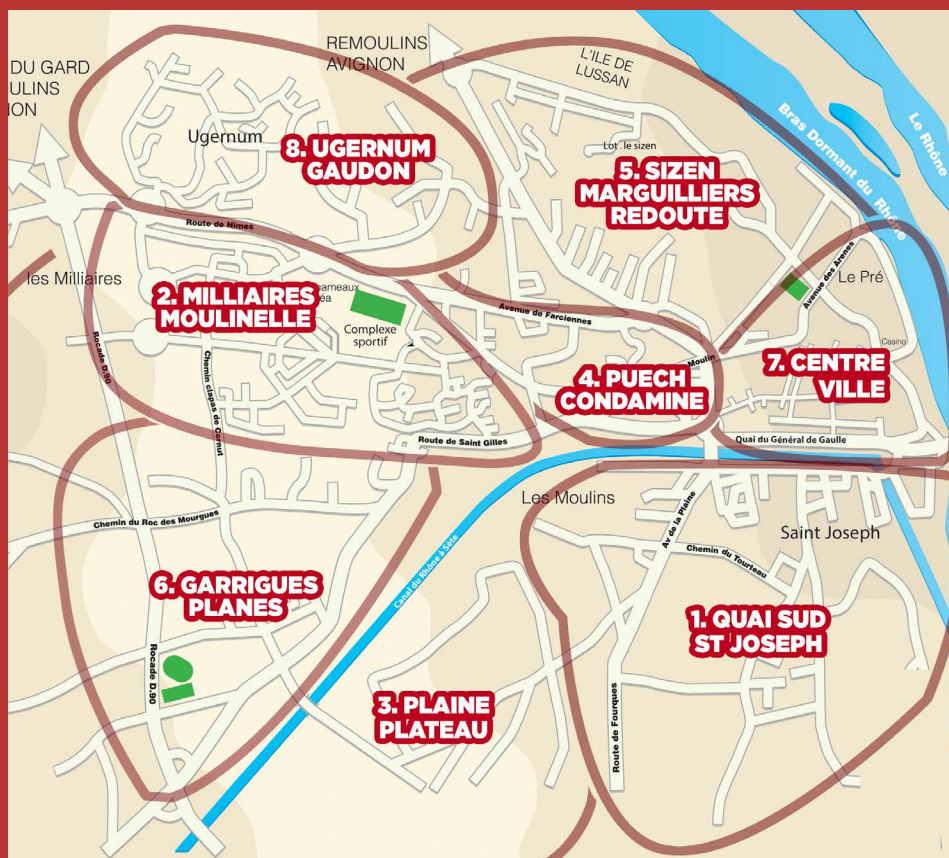 REMOULINS
AVIGNON
L'ILE DE
LUSSAN
DU GARD
Ugernum
8. UGERNUM
GAUDON
Lot . le sizen
5. SIZEN
MARGUILLIERS
REDOUTE
Bras Dormant du Rhône
Le Rhône
Route de Nimes
les Milliaires
2. MILLIAIRES
MOULINELLE
Complexe
sportif
Avenue de Farciennes
Avenue des Arenes
Le Pré
Casino
Moulin
4. PUECH
CONDAMINE
7. CENTRE
VILLE
Rocade D.90
Chemin clapas de Cornut
Route de Saint Gilles
Quai du Général de Gaulle
Les Moulins
Av de la Plaine
Saint Joseph
Chemin du Roc des Mourgues
Chemin du Tourteau
Canal du Rhône à Sète
6. GARRIGUES
PLANES
1. QUAI SUD
ST JOSEPH
Rocade D.90
3. PLAINE
PLATEAU
Route de Fourques